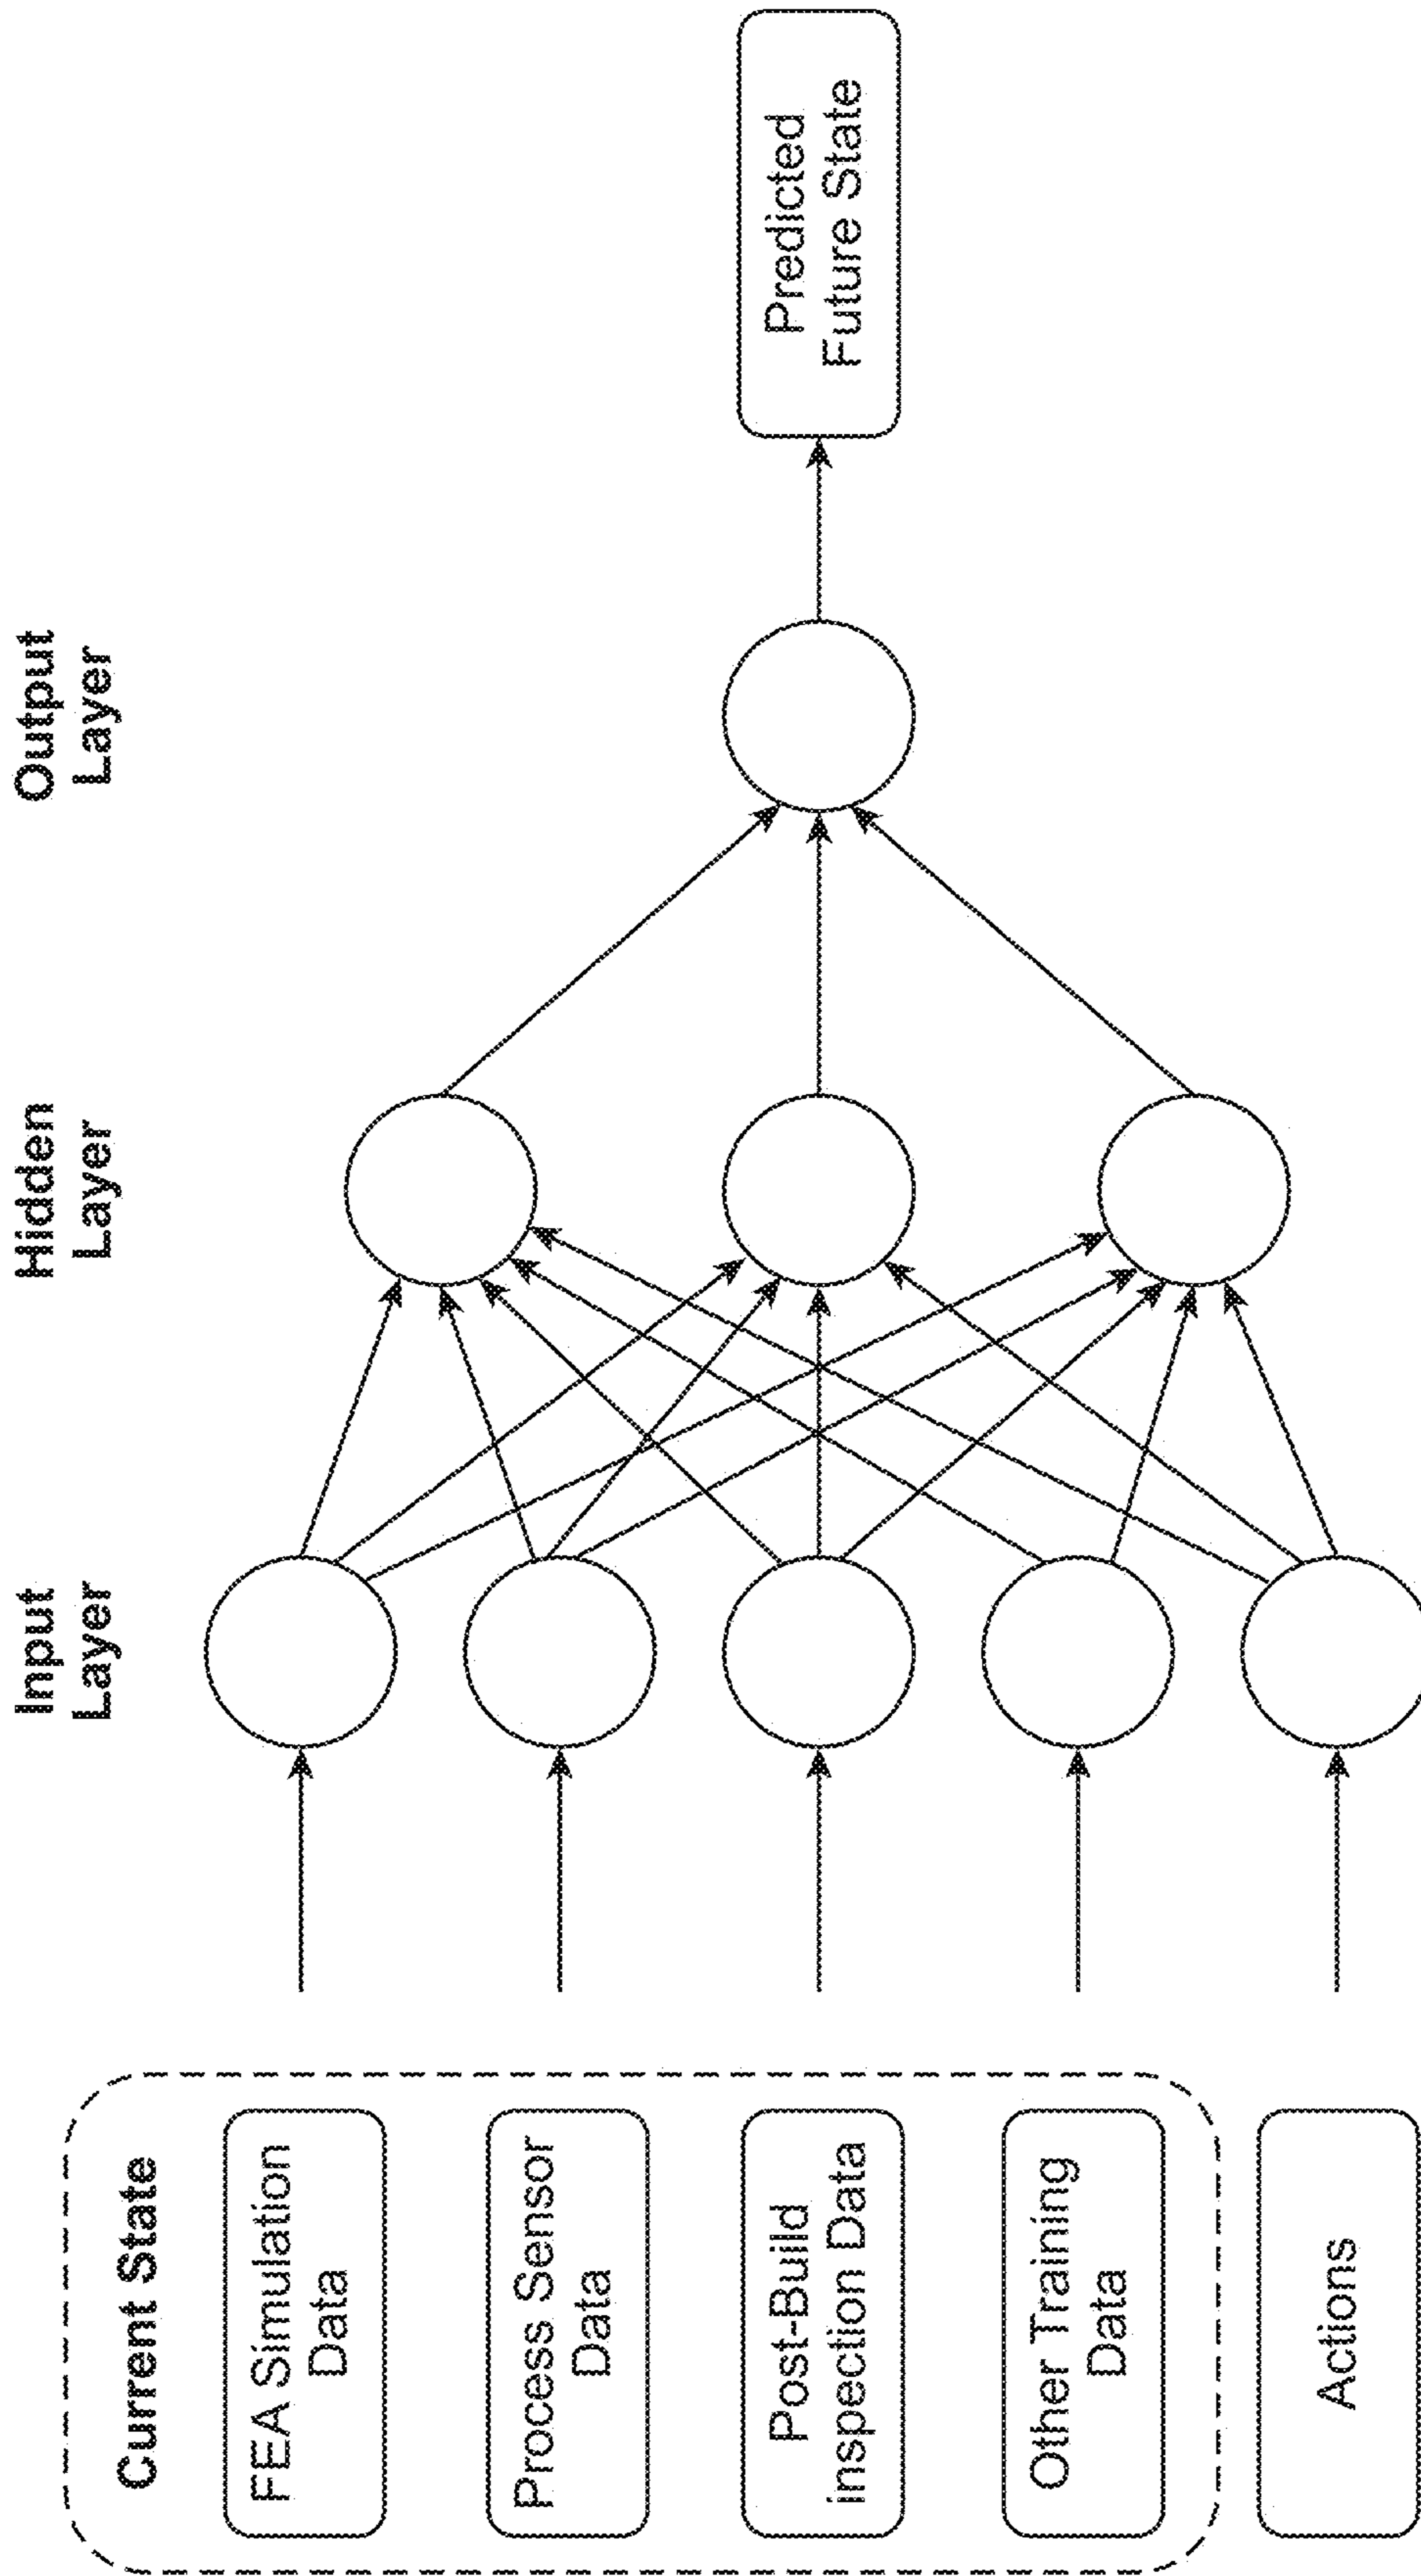 Input
Layer
Hidden
Layer
Output
Layer
Current State
FEA Simulation
Data
Process Sensor
Data
Post-Build
inspection Data
Other Training
Data
Actions
Predicted
Future State